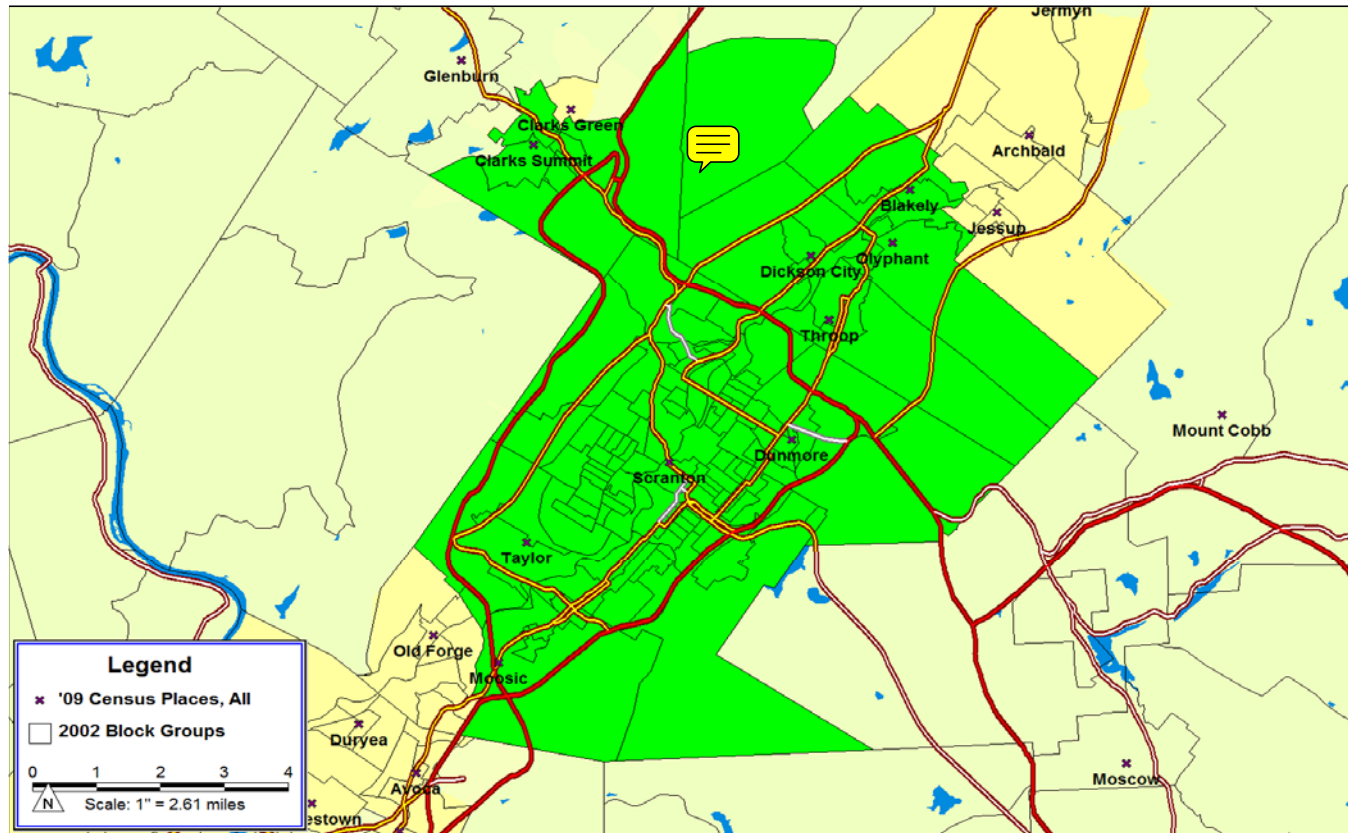 Jermyn
Glenburn
Clarks Green
Archbald
Clarks Summit
Blakely
Jessup
Olyphant
Dickson City
Throop
Mount Cobb
Dunmore
Scranton
Taylor
Old Forge
Moosic
Duryea
Avoca
Moscow
estown
Legend
'09 Census Places, All
2002 Block Groups
0 1 2 3 4
N
Scale: 1" = 2.61 miles